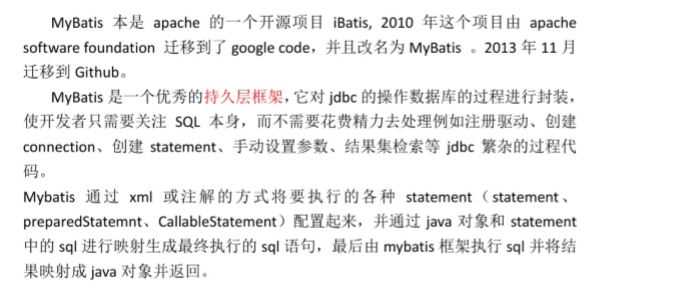 MyBatis 本是 apache 的一个开源项目 iBatis, 2010 年这个项目由 apache
software foundation 迁移到了 google code，并且改名为 MyBatis 。2013 年 11 月
迁移到 Github。
MyBatis 是一个优秀的持久层框架，它对 jdbc 的操作数据库的过程进行封装，
使开发者只需要关注 SQL 本身，而不需要花费精力去处理例如注册驱动、创建
connection、创建 statement、手动设置参数、结果集检索等 jdbc 繁杂的过程代
码。
Mybatis 通过 xml 或注解的方式将要执行的各种 statement（statement、
preparedStatemnt、CallableStatement）配置起来，并通过 java 对象和 statement
中的 sql 进行映射生成最终执行的 sql 语句，最后由 mybatis 框架执行 sql 并将结
果映射成 java 对象并返回。